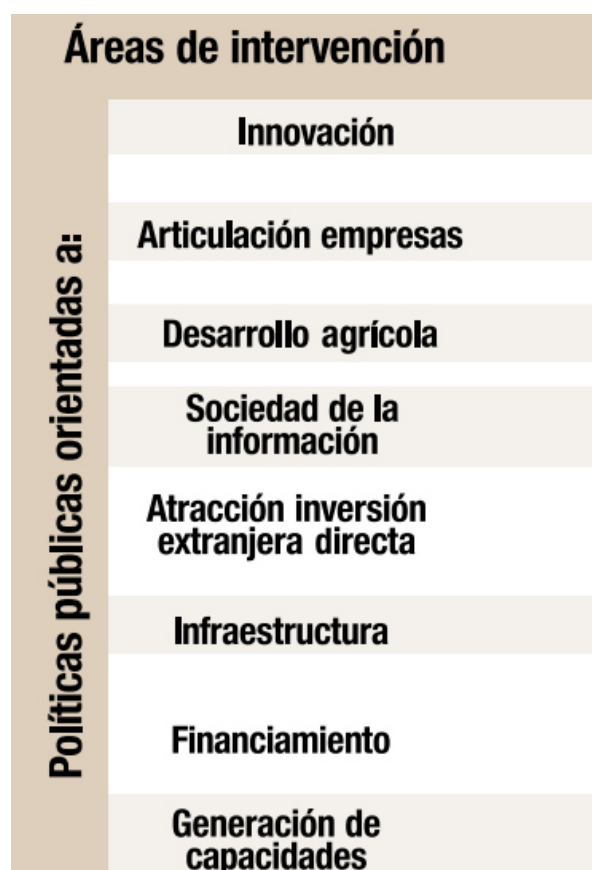 Áreas de intervención
Políticas públicas orientadas a:
Innovación
Articulación empresas
Desarrollo agrícola
Sociedad de la
información
Atracción inversión
extranjera directa
Infraestructura
Financiamiento
Generación de
capacidades